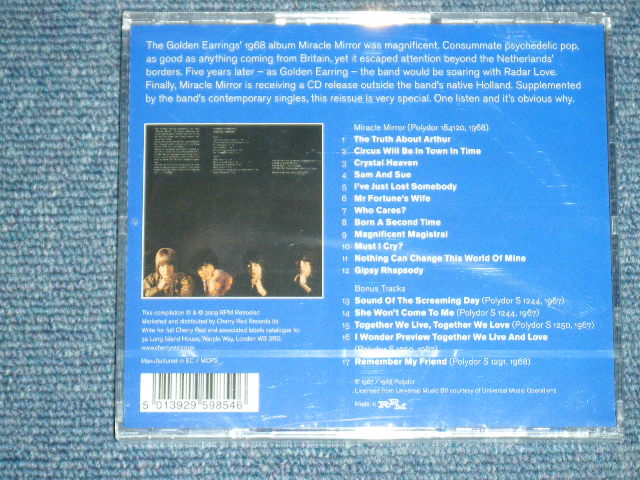 The Golden Earrings' 1968 album Miracle Mirror was magnificent. Consummate psychedelic pop,
as good as anything coming from Britain, yet it escaped attention beyond the Netherlands'
borders. Five years later – as Golden Earring – the band would be soaring with Radar Love.
Finally, Miracle Mirror is receiving a CD release outside the band's native Holland. Supplemented
by the band's contemporary singles, this reissue is very special. One listen and it's obvious why.
Miracle Mirror (Polydor 184120, 1968)
1 The Truth About Arthur
2 Circus Will Be In Town In Time
3 Crystal Heaven
4 Sam And Sue
5 I've Just Lost Somebody
6 Mr Fortune's Wife
7 Who Cares?
8 Born A Second Time
9 Magnificent Magistral
10 Must I Cry?
11 Nothing Can Change This World Of Mine
12 Gipsy Rhapsody
Bonus Tracks
13 Sound Of The Screaming Day (Polydor S 1244, 1967)
14 She Won't Come To Me (Polydor S 1244, 1967)
15 Together We Live, Together We Love (Polydor S 1250, 1967)
16 I Wonder Preview Together We Live And Love
(Polydor S 1250, 1967)
17 Remember My Friend (Polydor S 1291, 1968)
℗ 1967 / 1968 Polydor
Licensed from Universal Music BV courtesy of Universal Music Operations
Made in RPM
This compilation ℗ & © 2009 RPM Retrodisc
Marketed and distributed by Cherry Red Records ltd
Write for full Cherry Red and associated labels catalogue to:
3a Long Island House, Warple Way, London W3 0RG
www.cherryred.com
Manufactured in EC / MCPS
5 013929 598546